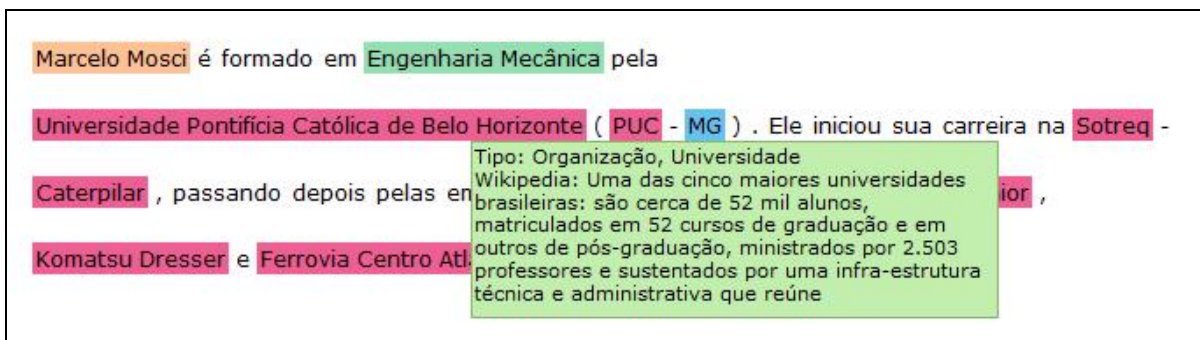 Marcelo Mosci é formado em Engenharia Mecânica pela
Universidade Pontifícia Católica de Belo Horizonte ( PUC - MG ) . Ele iniciou sua carreira na Sotreq -
Caterpilar , passando depois pelas
Komatsu Dresser e Ferrovia Centro
Tipo: Organização, Universidade
Wikipedia: Uma das cinco maiores universidades
brasileiras: são cerca de 52 mil alunos,
matriculados em 52 cursos de graduação e em
outros de pós-graduação, ministrados por 2.503
professores e sustentados por uma infra-estrutura
técnica e administrativa que reúne